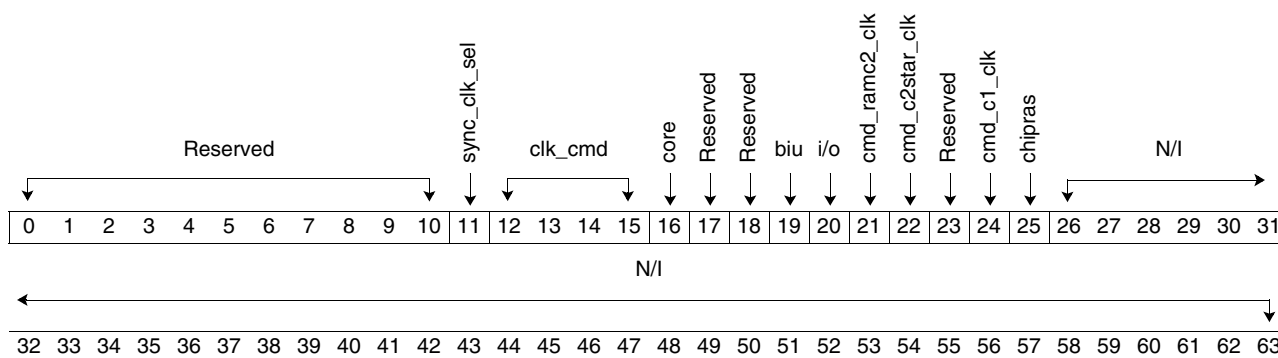 Reserved
sync_clk_sel
clk_cmd
core
Reserved
Reserved
biu
i/o
cmd_ramc2_clk
cmd_c2star_clk
Reserved
cmd_c1_clk
chipras
N/I
0 1 2 3 4 5 6 7 8 9 10 11 12 13 14 15 16 17 18 19 20 21 22 23 24 25 26 27 28 29 30 31
N/I
32 33 34 35 36 37 38 39 40 41 42 43 44 45 46 47 48 49 50 51 52 53 54 55 56 57 58 59 60 61 62 63